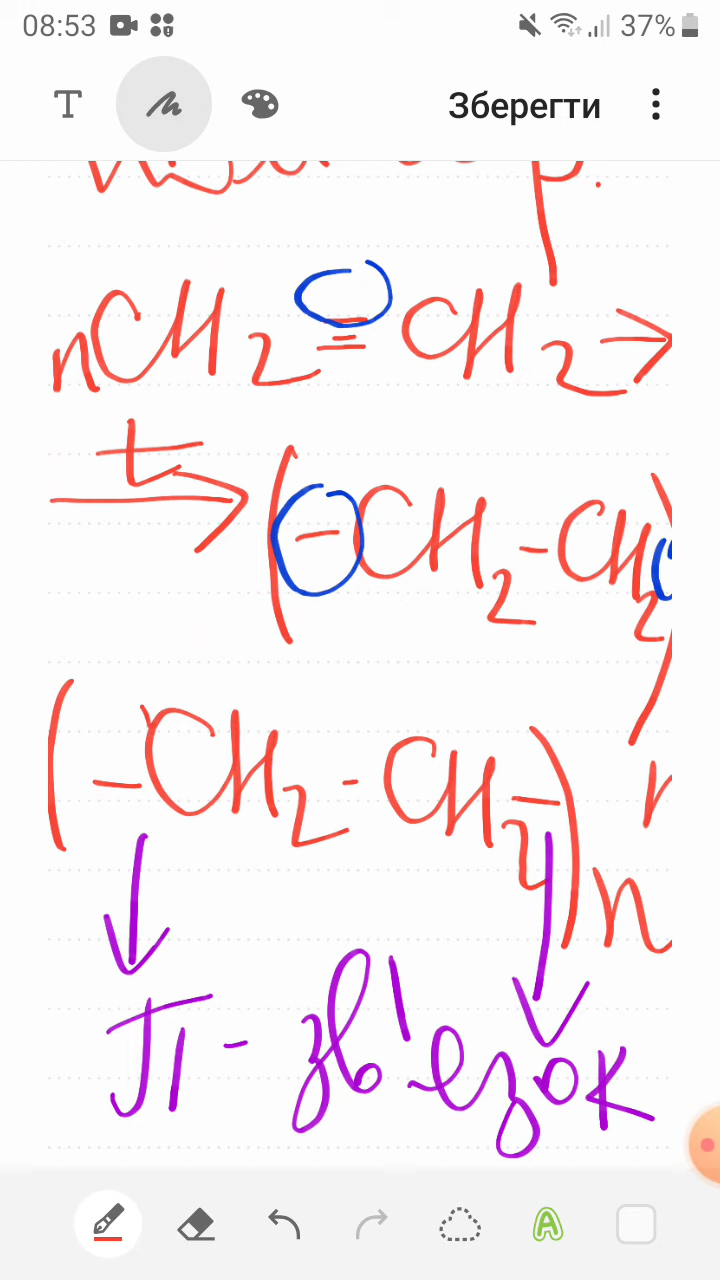 08:53 37%
T Зберегти
nCH2=CH2→
t→ (-CH2-CH2
)
(-CH2-CH2-)n
П - зв'язок
A